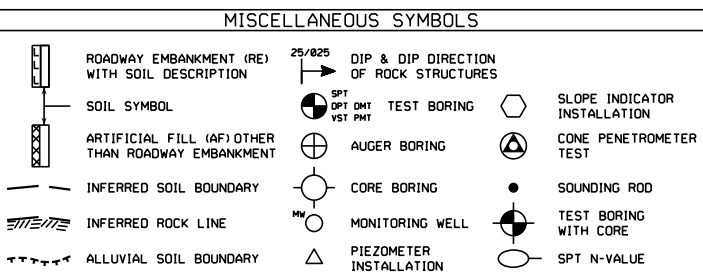 MISCELLANEOUS SYMBOLS
ROADWAY EMBANKMENT (RE)
WITH SOIL DESCRIPTION
SOIL SYMBOL
ARTIFICIAL FILL (AF) OTHER
THAN ROADWAY EMBANKMENT
INFERRED SOIL BOUNDARY
INFERRED ROCK LINE
ALLUVIAL SOIL BOUNDARY
25/025
DIP & DIP DIRECTION
OF ROCK STRUCTURES
SPT
DPT DMT
VST PMT
TEST BORING
AUGER BORING
CORE BORING
MW
MONITORING WELL
PIEZOMETER
INSTALLATION
SLOPE INDICATOR
INSTALLATION
CONE PENETROMETER
TEST
SOUNDING ROD
TEST BORING
WITH CORE
SPT N-VALUE